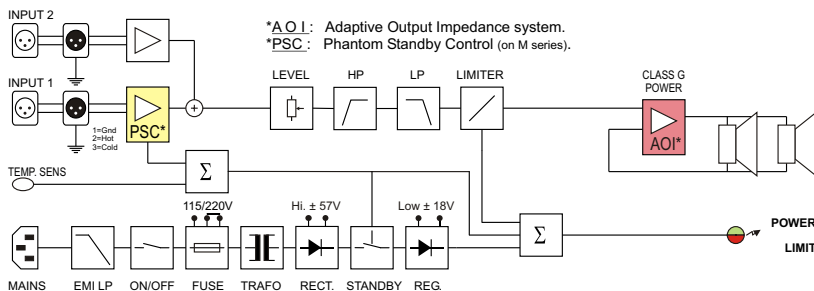 INPUT 2
*A O I : Adaptive Output Impedance system.
*PSC : Phantom Standby Control (on M series).
INPUT 1
LEVEL HP LP LIMITER
CLASS G
POWER
1=Gnd
2=Hot
3=Cold
PSC*
AOI*
TEMP. SENS
Σ
115/220V Hi. ± 57V Low ± 18V
Σ
POWER
LIMIT
MAINS EMI LP ON/OFF FUSE TRAFO RECT. STANDBY REG.